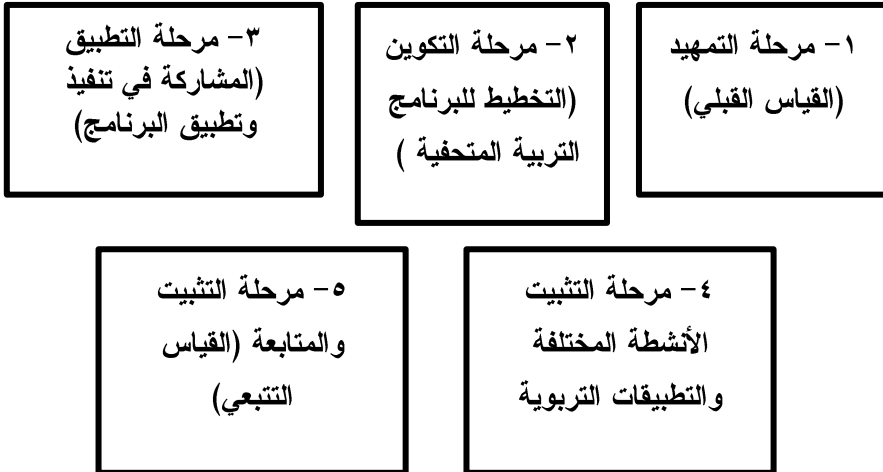 ١- مرحلة التمهيد
(القياس القبلي)
٢- مرحلة التكوين
(التخطيط للبرنامج
التربية المتحفية )
٣- مرحلة التطبيق
(المشاركة في تنفيذ
وتطبيق البرنامج)
٤- مرحلة التثبيت
الأنشطة المختلفة
والتطبيقات التربوية
٥- مرحلة التثبيت
والمتابعة (القياس
التتبعي)